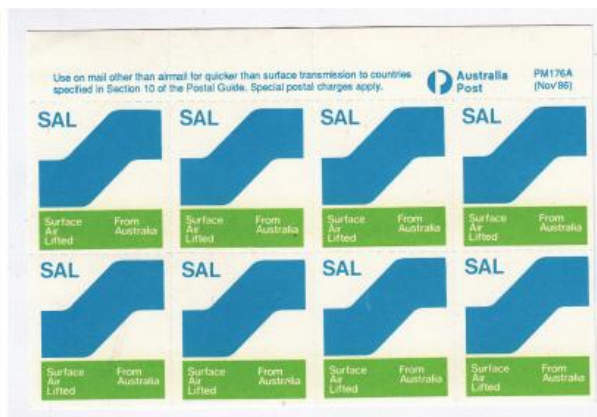 Use on mail other than airmail for quicker than surface transmission to countries
specified in Section 10 of the Postal Guide. Special postal charges apply.
Australia
Post
PM176A
(Nov'86)
SAL
SAL
SAL
SAL
Surface
Air
Lifted
From
Australia
Surface
Air
Lifted
From
Australia
Surface
Air
Lifted
From
Australia
Surface
Air
Lifted
From
Australia
SAL
SAL
SAL
SAL
Surface
Air
Lifted
From
Australia
Surface
Air
Lifted
From
Australia
Surface
Air
Lifted
From
Australia
Surface
Air
Lifted
From
Australia